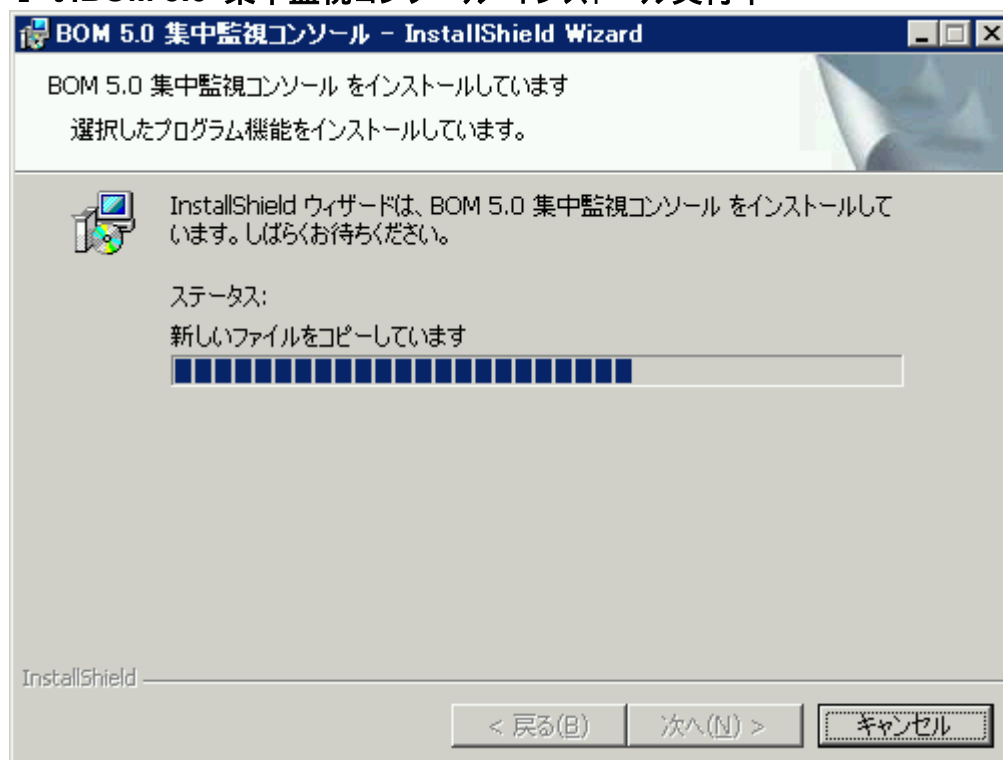 BOM 5.0 集中監視コンソール - InstallShield Wizard
BOM 5.0 集中監視コンソール をインストールしています
選択したプログラム機能をインストールしています。
InstallShield ウィザードは、BOM 5.0 集中監視コンソール をインストールして
います。しばらくお待ちください。
ステータス:
新しいファイルをコピーしています
InstallShield
< 戻る(B)
次へ(N) >
キャンセル